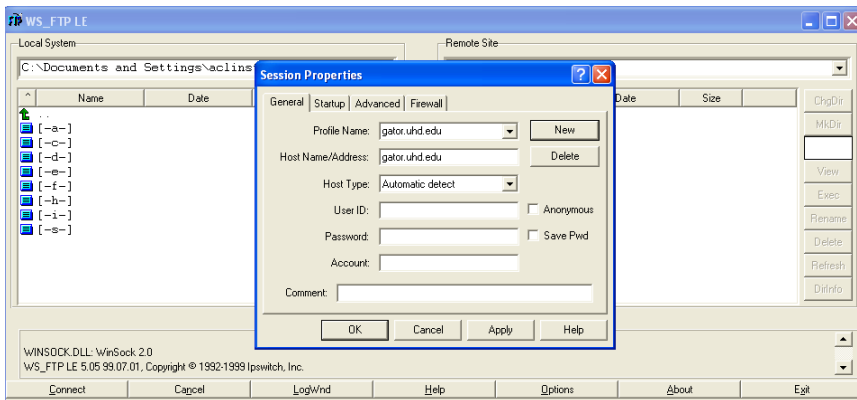 WS_FTP LE
Local System
Remote Site
C:\Documents and Settings\aclins
^ Name Date
Date Size
..
[-a-]
[-c-]
[-d-]
[-e-]
[-f-]
[-h-]
[-i-]
[-s-]
ChgDir
MkDir
View
Exec
Rename
Delete
Refresh
DirInfo
Session Properties
General Startup Advanced Firewall
Profile Name: gator.uhd.edu New
Host Name/Address: gator.uhd.edu Delete
Host Type: Automatic detect
User ID: Anonymous
Password: Save Pwd
Account:
Comment:
OK Cancel Apply Help
WINSOCK.DLL: WinSock 2.0
WS_FTP LE 5.05 99.07.01, Copyright © 1992-1999 Ipswitch, Inc.
Connect Cancel LogWnd Help Options About Exit